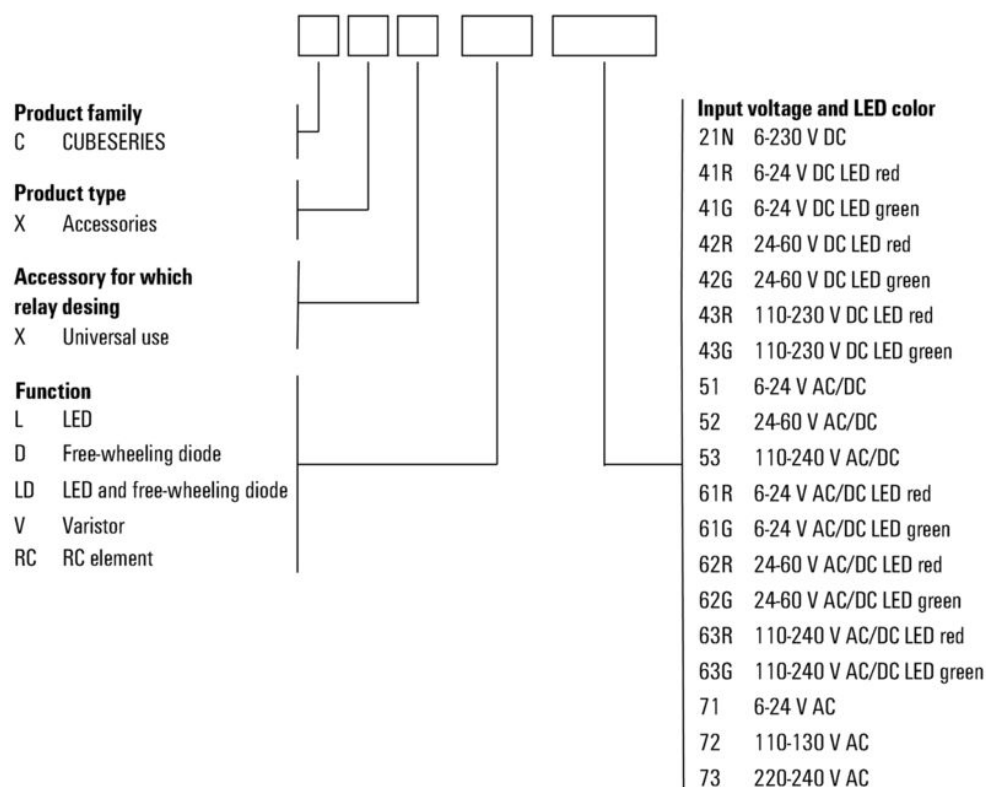 Product family
C CUBESERIES
Product type
X Accessories
Accessory for which
relay desing
X Universal use
Function
L LED
D Free-wheeling diode
LD LED and free-wheeling diode
V Varistor
RC RC element
Input voltage and LED color
21N 6-230 V DC
41R 6-24 V DC LED red
41G 6-24 V DC LED green
42R 24-60 V DC LED red
42G 24-60 V DC LED green
43R 110-230 V DC LED red
43G 110-230 V DC LED green
51 6-24 V AC/DC
52 24-60 V AC/DC
53 110-240 V AC/DC
61R 6-24 V AC/DC LED red
61G 6-24 V AC/DC LED green
62R 24-60 V AC/DC LED red
62G 24-60 V AC/DC LED green
63R 110-240 V AC/DC LED red
63G 110-240 V AC/DC LED green
71 6-24 V AC
72 110-130 V AC
73 220-240 V AC